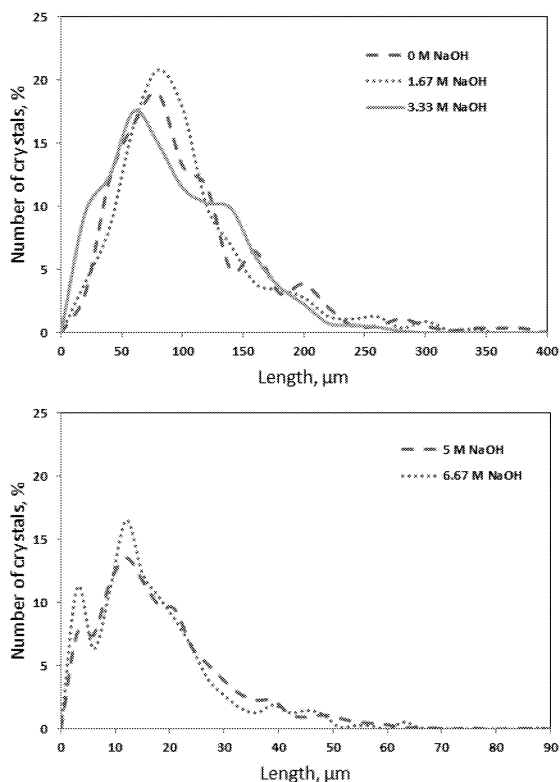 25
20
15
10
5
0
Number of crystals, %
0 M NaOH
1.67 M NaOH
3.33 M NaOH
0 50 100 150 200 250 300 350 400
Length, µm
25
20
15
10
5
0
Number of crystals, %
5 M NaOH
6.67 M NaOH
0 10 20 30 40 50 60 70 80 90
Length, µm